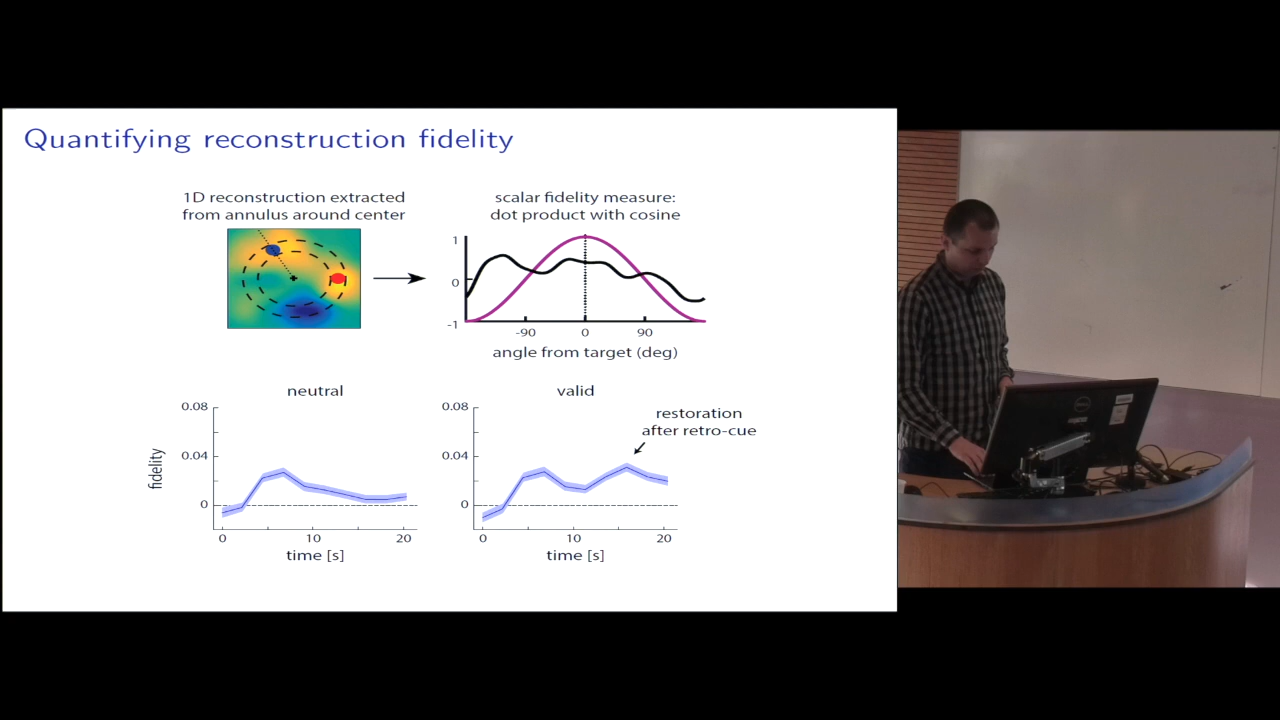 Quantifying reconstruction fidelity
1D reconstruction extracted
from annulus around center
scalar fidelity measure:
dot product with cosine
1
0
-1
-90 0 90
angle from target (deg)
neutral
0.08
0.04
0
fidelity
0 10 20
time [s]
valid
0.08
0.04
0
restoration
after retro-cue
0 10 20
time [s]
DELL